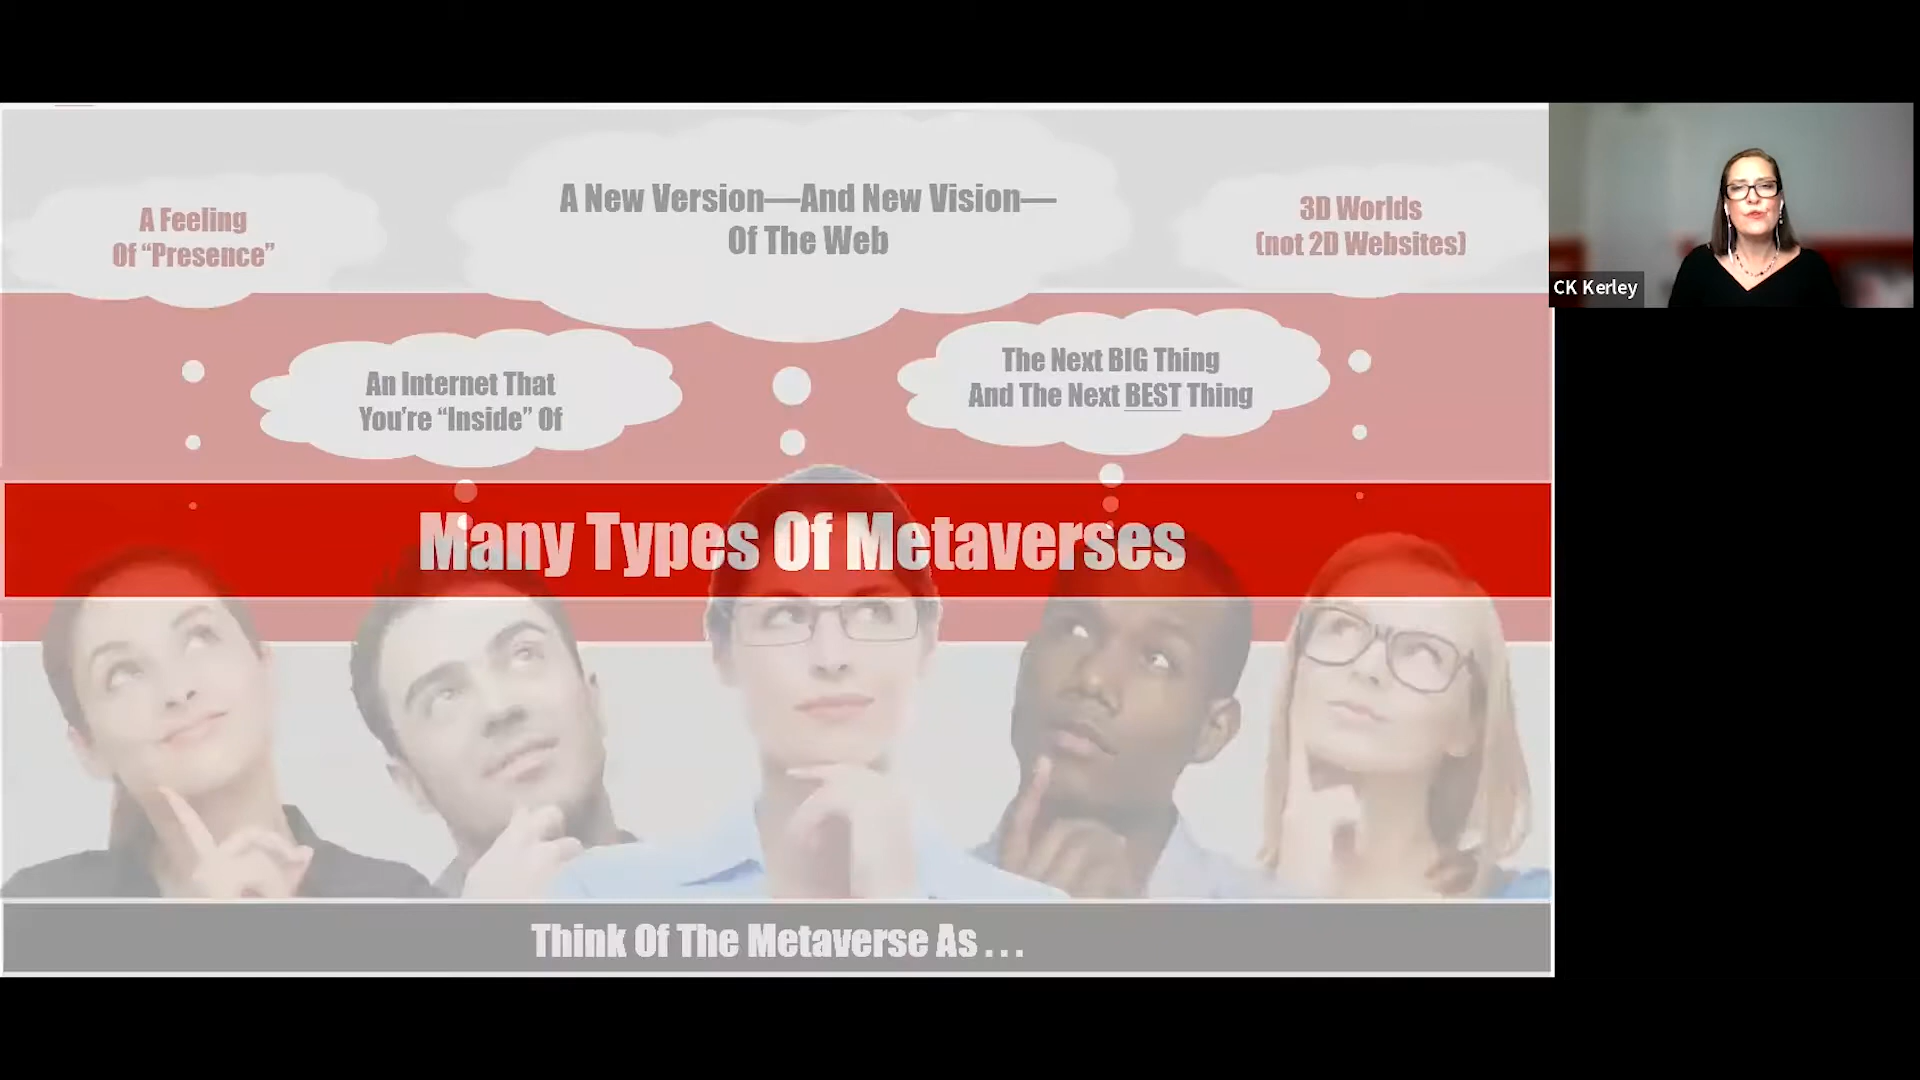 A New Version—And New Vision—
Of The Web
A Feeling
Of “Presence”
3D Worlds
(not 2D Websites)
CK Kerley
An Internet That
You’re “Inside” Of
The Next BIG Thing
And The Next BEST Thing
Many Types Of Metaverses
Think Of The Metaverse As . . .